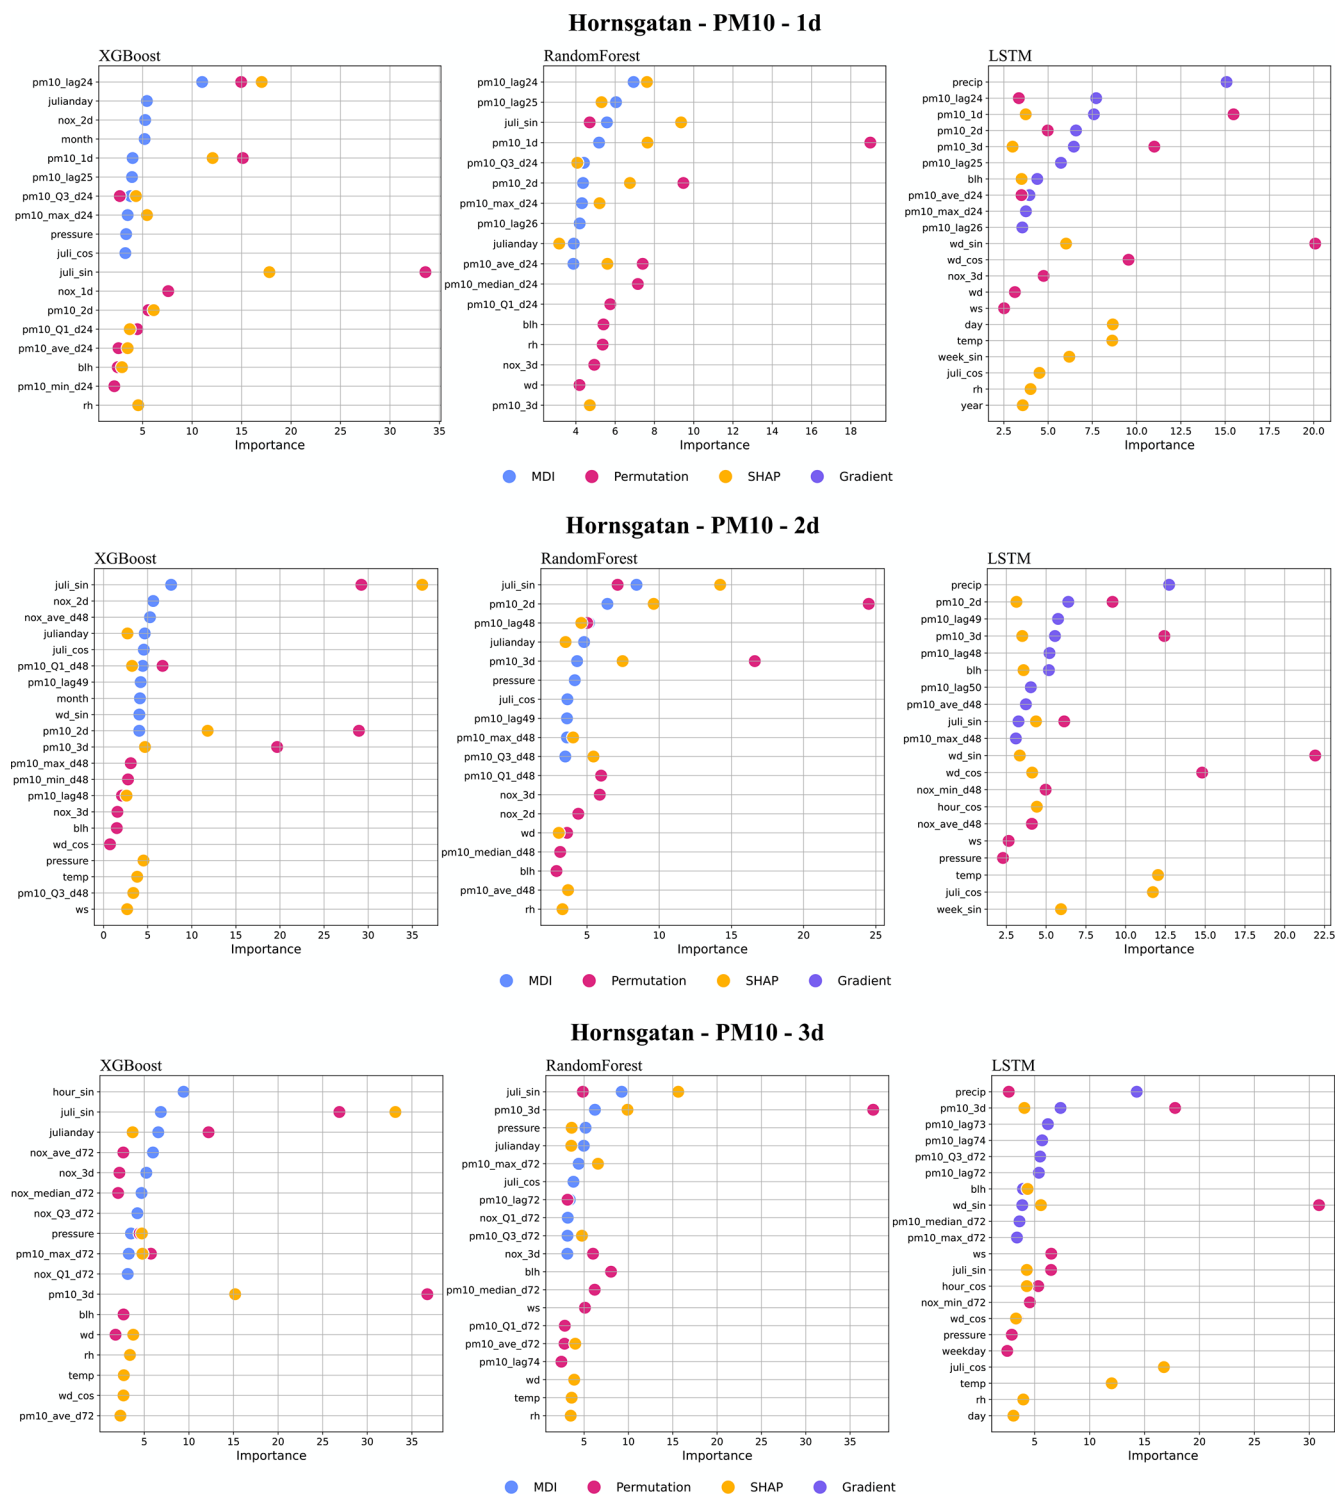 Hornsgatan - PM10 - 1d
XGBoost
pm10_lag24
julianday
nox_2d
month
pm10_1d
pm10_lag25
pm10_Q3_d24
pm10_max_d24
pressure
juli_cos
juli_sin
nox_1d
pm10_2d
pm10_Q1_d24
pm10_ave_d24
blh
pm10_min_d24
rh
5 10 15 20 25 30 35
Importance
RandomForest
pm10_lag24
pm10_lag25
juli_sin
pm10_1d
pm10_Q3_d24
pm10_2d
pm10_max_d24
pm10_lag26
julianday
pm10_ave_d24
pm10_median_d24
pm10_Q1_d24
blh
rh
nox_3d
wd
pm10_3d
4 6 8 10 12 14 16 18
Importance
LSTM
precip
pm10_lag24
pm10_1d
pm10_2d
pm10_3d
pm10_lag25
blh
pm10_ave_d24
pm10_max_d24
pm10_lag26
wd_sin
wd_cos
nox_3d
wd
ws
day
temp
week_sin
juli_cos
rh
year
2.5 5.0 7.5 10.0 12.5 15.0 17.5 20.0
Importance
MDI Permutation SHAP Gradient
Hornsgatan - PM10 - 2d
XGBoost
juli_sin
nox_2d
nox_ave_d48
julianday
juli_cos
pm10_Q1_d48
pm10_lag49
month
wd_sin
pm10_2d
pm10_3d
pm10_max_d48
pm10_min_d48
pm10_lag48
nox_3d
blh
wd_cos
pressure
temp
pm10_Q3_d48
ws
0 5 10 15 20 25 30 35
Importance
RandomForest
juli_sin
pm10_2d
pm10_lag48
julianday
pm10_3d
pressure
juli_cos
pm10_lag49
pm10_max_d48
pm10_Q3_d48
pm10_Q1_d48
nox_3d
nox_2d
wd
pm10_median_d48
blh
pm10_ave_d48
rh
5 10 15 20 25
Importance
LSTM
precip
pm10_2d
pm10_lag49
pm10_3d
pm10_lag48
blh
pm10_lag50
pm10_ave_d48
juli_sin
pm10_max_d48
wd_sin
wd_cos
nox_min_d48
hour_cos
nox_ave_d48
ws
pressure
temp
juli_cos
week_sin
2.5 5.0 7.5 10.0 12.5 15.0 17.5 20.0 22.5
Importance
MDI Permutation SHAP Gradient
Hornsgatan - PM10 - 3d
XGBoost
hour_sin
juli_sin
julianday
nox_ave_d72
nox_3d
nox_median_d72
nox_Q3_d72
pressure
pm10_max_d72
nox_Q1_d72
pm10_3d
blh
wd
rh
temp
wd_cos
pm10_ave_d72
5 10 15 20 25 30 35
Importance
RandomForest
juli_sin
pm10_3d
pressure
julianday
pm10_max_d72
juli_cos
pm10_lag72
nox_Q1_d72
pm10_Q3_d72
nox_3d
blh
pm10_median_d72
ws
pm10_Q1_d72
pm10_ave_d72
pm10_lag74
wd
temp
rh
5 10 15 20 25 30 35
Importance
LSTM
precip
pm10_3d
pm10_lag73
pm10_lag74
pm10_Q3_d72
pm10_lag72
blh
wd_sin
pm10_median_d72
pm10_max_d72
ws
juli_sin
hour_cos
nox_min_d72
wd_cos
pressure
weekday
juli_cos
temp
rh
day
5 10 15 20 25 30
Importance
MDI Permutation SHAP Gradient